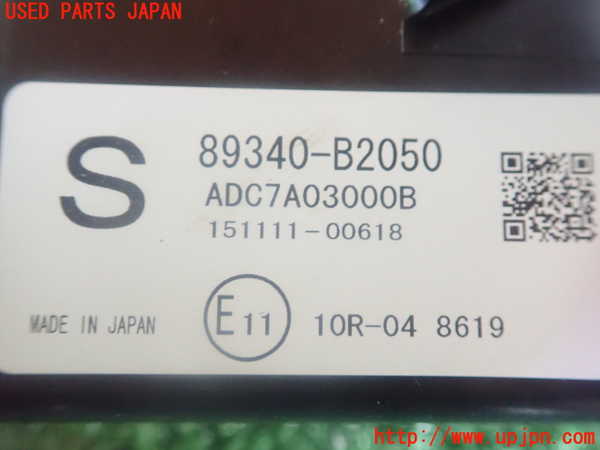 USED PARTS JAPAN
S
89340-B2050
ADC7A03000B
151111-00618
MADE IN JAPAN
E11
10R-04 8619
http://www.upjpn.com/